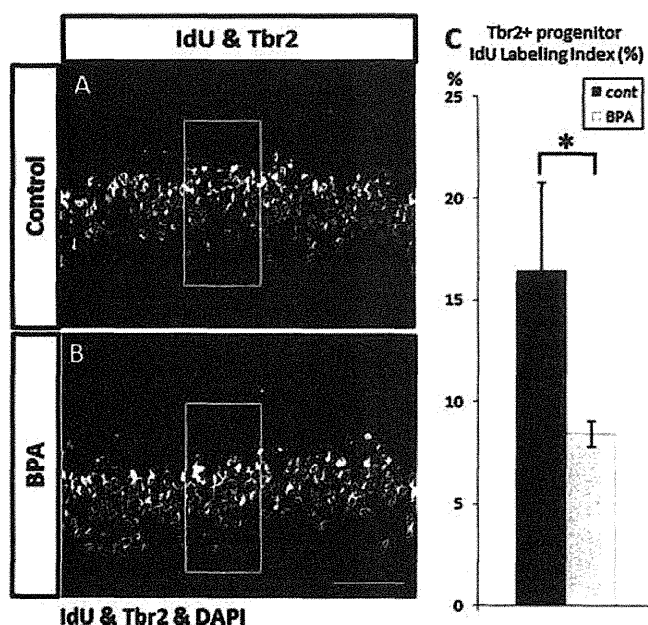 IdU & Tbr2
Control
A
BPA
B
IdU & Tbr2 & DAPI
C
Tbr2+ progenitor
IdU Labeling Index (%)
%
cont
BPA
*
25
20
15
10
5
0